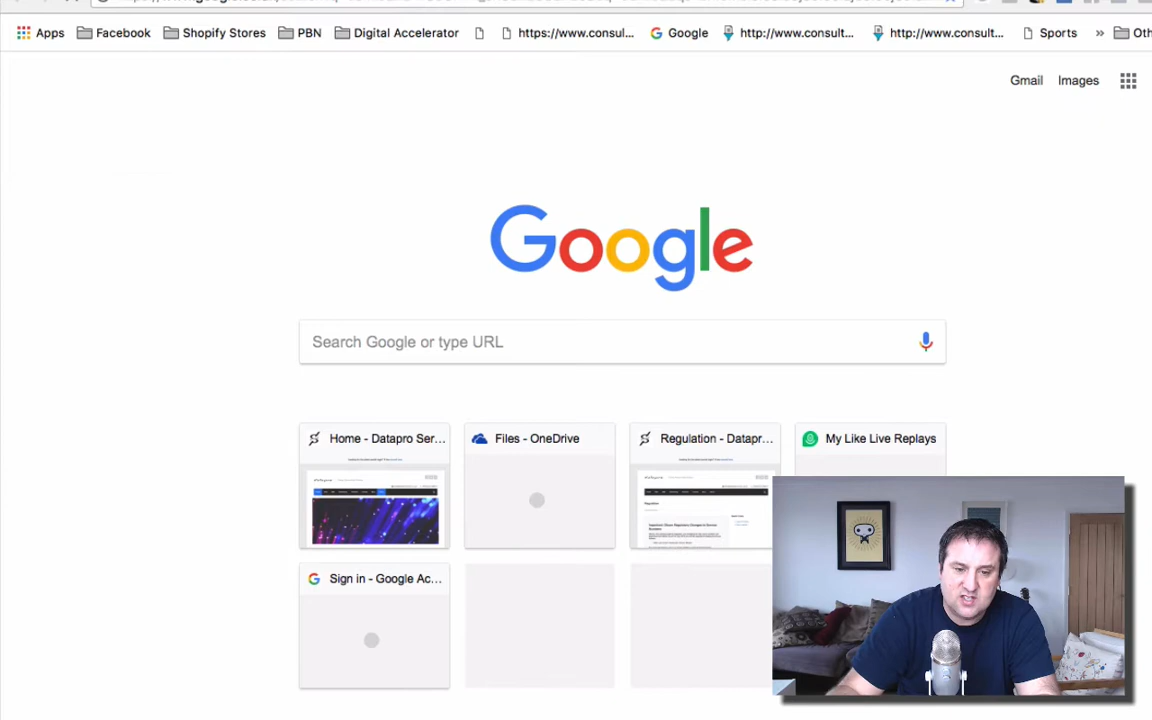 Apps Facebook Shopify Stores PBN Digital Accelerator https://www.consul... Google http://www.consult... http://www.consult... Sports » Oth
Gmail Images
Google
Search Google or type URL
Home - Datapro Ser... Files - OneDrive Regulation - Datapr... My Like Live Replays
Sign in - Google Ac...